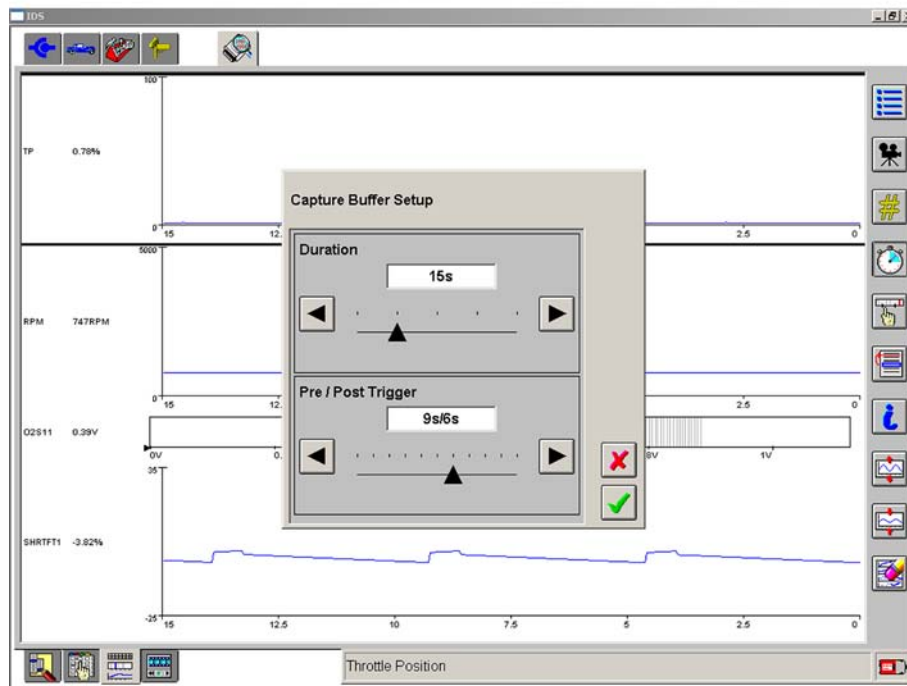 IDS
100
TP 0.78%
0
15 12. 2.5 0
5000
RPM 747RPM
0
15 12. 2.5 0
O2S11 0.39V
0V 0. 8V 1V
35
SHRTFT1 -3.82%
-25
15 12.5 10 7.5 5 2.5 0
Capture Buffer Setup
Duration
15s
Pre / Post Trigger
9s/6s
Throttle Position